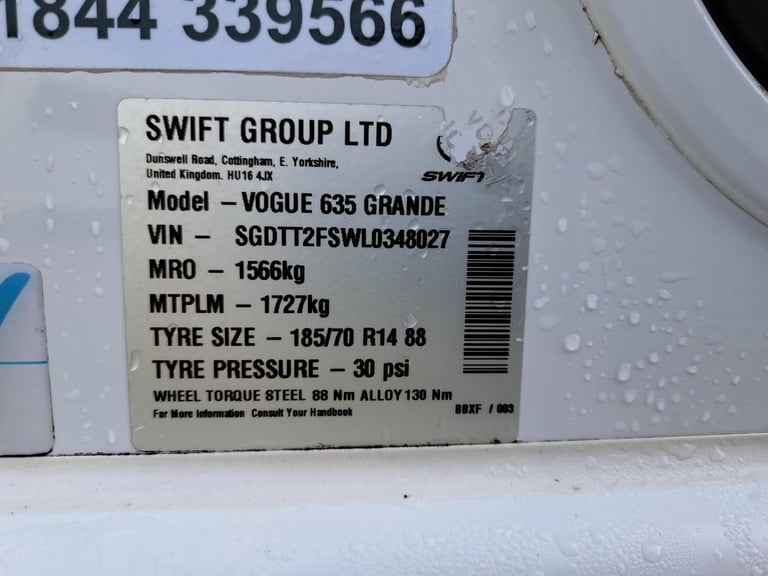 1844 339566
SWIFT GROUP LTD
Dunswell Road, Cottingham, E. Yorkshire,
United Kingdom. HU16 4JX
SWIFT
Model – VOGUE 635 GRANDE
VIN – SGDTT2FSWL0348027
MRO – 1566kg
MTPLM – 1727kg
TYRE SIZE – 185/70 R14 88
TYRE PRESSURE – 30 psi
WHEEL TORQUE STEEL 88 Nm ALLOY 130 Nm
For More Information Consult Your Handbook
BBXF / 083